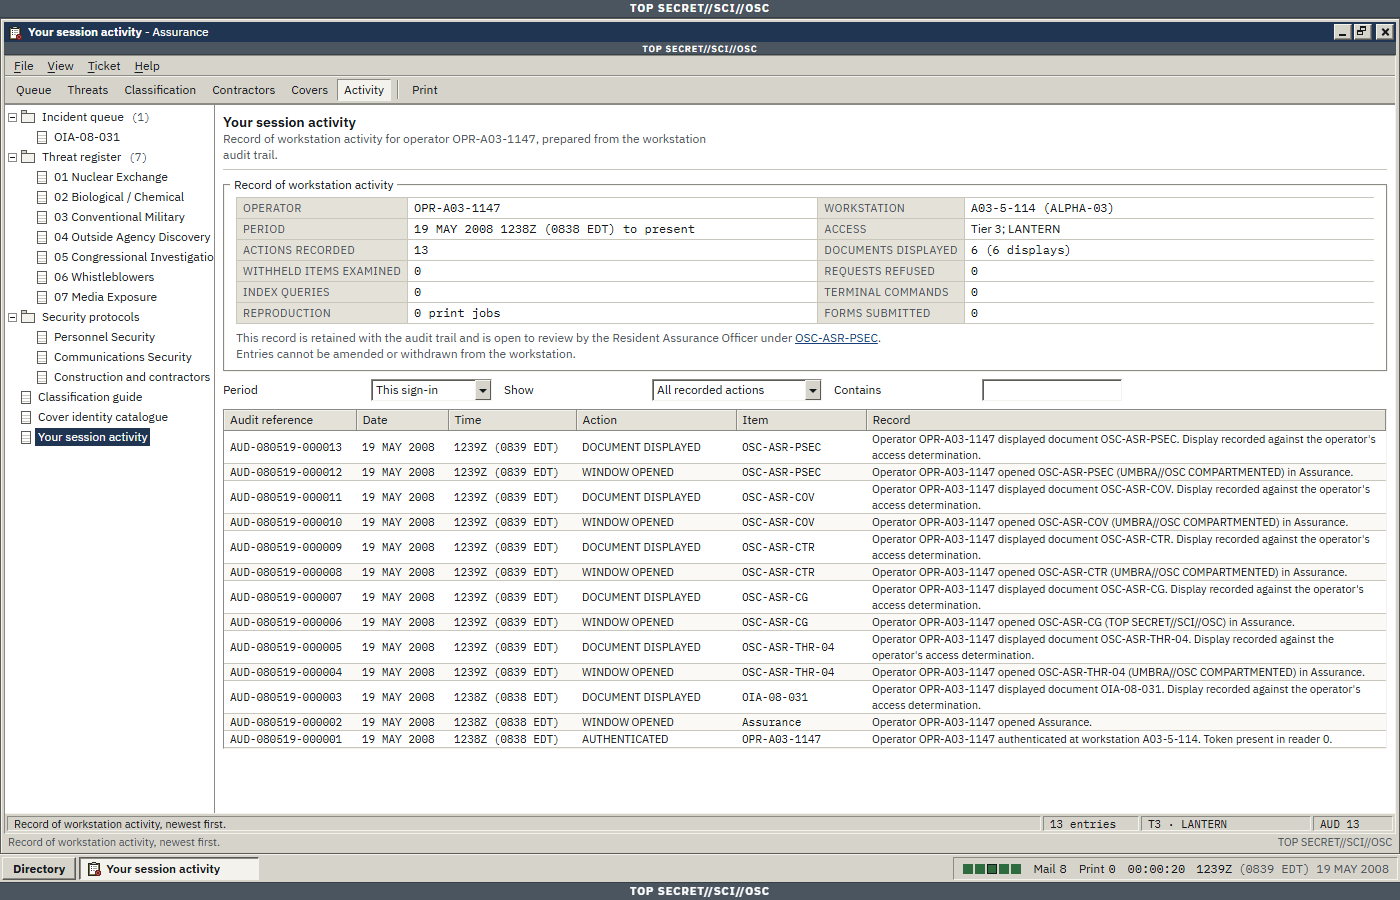 TOP SECRET//SCI//OSC
Your session activity - Assurance
TOP SECRET//SCI//OSC
File View Ticket Help
Queue Threats Classification Contractors Covers Activity Print
Incident queue (1)
OIA-08-031
Threat register (7)
01 Nuclear Exchange
02 Biological / Chemical
03 Conventional Military
04 Outside Agency Discovery
05 Congressional Investigatio
06 Whistleblowers
07 Media Exposure
Security protocols
Personnel Security
Communications Security
Construction and contractors
Classification guide
Cover identity catalogue
Your session activity
Your session activity
Record of workstation activity for operator OPR-A03-1147, prepared from the workstation
audit trail.
Record of workstation activity
OPERATOR OPR-A03-1147 WORKSTATION A03-5-114 (ALPHA-03)
PERIOD 19 MAY 2008 1238Z (0838 EDT) to present ACCESS Tier 3; LANTERN
ACTIONS RECORDED 13 DOCUMENTS DISPLAYED 6 (6 displays)
WITHHELD ITEMS EXAMINED 0 REQUESTS REFUSED 0
INDEX QUERIES 0 TERMINAL COMMANDS 0
REPRODUCTION 0 print jobs FORMS SUBMITTED 0
This record is retained with the audit trail and is open to review by the Resident Assurance Officer under OSC-ASR-PSEC.
Entries cannot be amended or withdrawn from the workstation.
Period This sign-in Show All recorded actions Contains
Audit reference Date Time Action Item Record
AUD-080519-000013 19 MAY 2008 1239Z (0839 EDT) DOCUMENT DISPLAYED OSC-ASR-PSEC Operator OPR-A03-1147 displayed document OSC-ASR-PSEC. Display recorded against the operator's
access determination.
AUD-080519-000012 19 MAY 2008 1239Z (0839 EDT) WINDOW OPENED OSC-ASR-PSEC Operator OPR-A03-1147 opened OSC-ASR-PSEC (UMBRA//OSC COMPARTMENTED) in Assurance.
AUD-080519-000011 19 MAY 2008 1239Z (0839 EDT) DOCUMENT DISPLAYED OSC-ASR-COV Operator OPR-A03-1147 displayed document OSC-ASR-COV. Display recorded against the operator's
access determination.
AUD-080519-000010 19 MAY 2008 1239Z (0839 EDT) WINDOW OPENED OSC-ASR-COV Operator OPR-A03-1147 opened OSC-ASR-COV (UMBRA//OSC COMPARTMENTED) in Assurance.
AUD-080519-000009 19 MAY 2008 1239Z (0839 EDT) DOCUMENT DISPLAYED OSC-ASR-CTR Operator OPR-A03-1147 displayed document OSC-ASR-CTR. Display recorded against the operator's
access determination.
AUD-080519-000008 19 MAY 2008 1239Z (0839 EDT) WINDOW OPENED OSC-ASR-CTR Operator OPR-A03-1147 opened OSC-ASR-CTR (UMBRA//OSC COMPARTMENTED) in Assurance.
AUD-080519-000007 19 MAY 2008 1239Z (0839 EDT) DOCUMENT DISPLAYED OSC-ASR-CG Operator OPR-A03-1147 displayed document OSC-ASR-CG. Display recorded against the operator's
access determination.
AUD-080519-000006 19 MAY 2008 1239Z (0839 EDT) WINDOW OPENED OSC-ASR-CG Operator OPR-A03-1147 opened OSC-ASR-CG (TOP SECRET//SCI//OSC) in Assurance.
AUD-080519-000005 19 MAY 2008 1239Z (0839 EDT) DOCUMENT DISPLAYED OSC-ASR-THR-04 Operator OPR-A03-1147 displayed document OSC-ASR-THR-04. Display recorded against the
operator's access determination.
AUD-080519-000004 19 MAY 2008 1239Z (0839 EDT) WINDOW OPENED OSC-ASR-THR-04 Operator OPR-A03-1147 opened OSC-ASR-THR-04 (UMBRA//OSC COMPARTMENTED) in Assurance.
AUD-080519-000003 19 MAY 2008 1238Z (0838 EDT) DOCUMENT DISPLAYED OIA-08-031 Operator OPR-A03-1147 displayed document OIA-08-031. Display recorded against the operator's
access determination.
AUD-080519-000002 19 MAY 2008 1238Z (0838 EDT) WINDOW OPENED Assurance Operator OPR-A03-1147 opened Assurance.
AUD-080519-000001 19 MAY 2008 1238Z (0838 EDT) AUTHENTICATED OPR-A03-1147 Operator OPR-A03-1147 authenticated at workstation A03-5-114. Token present in reader 0.
Record of workstation activity, newest first. 13 entries T3 · LANTERN AUD 13
Record of workstation activity, newest first. TOP SECRET//SCI//OSC
Directory Your session activity Mail 8 Print 0 00:00:20 1239Z (0839 EDT) 19 MAY 2008
TOP SECRET//SCI//OSC